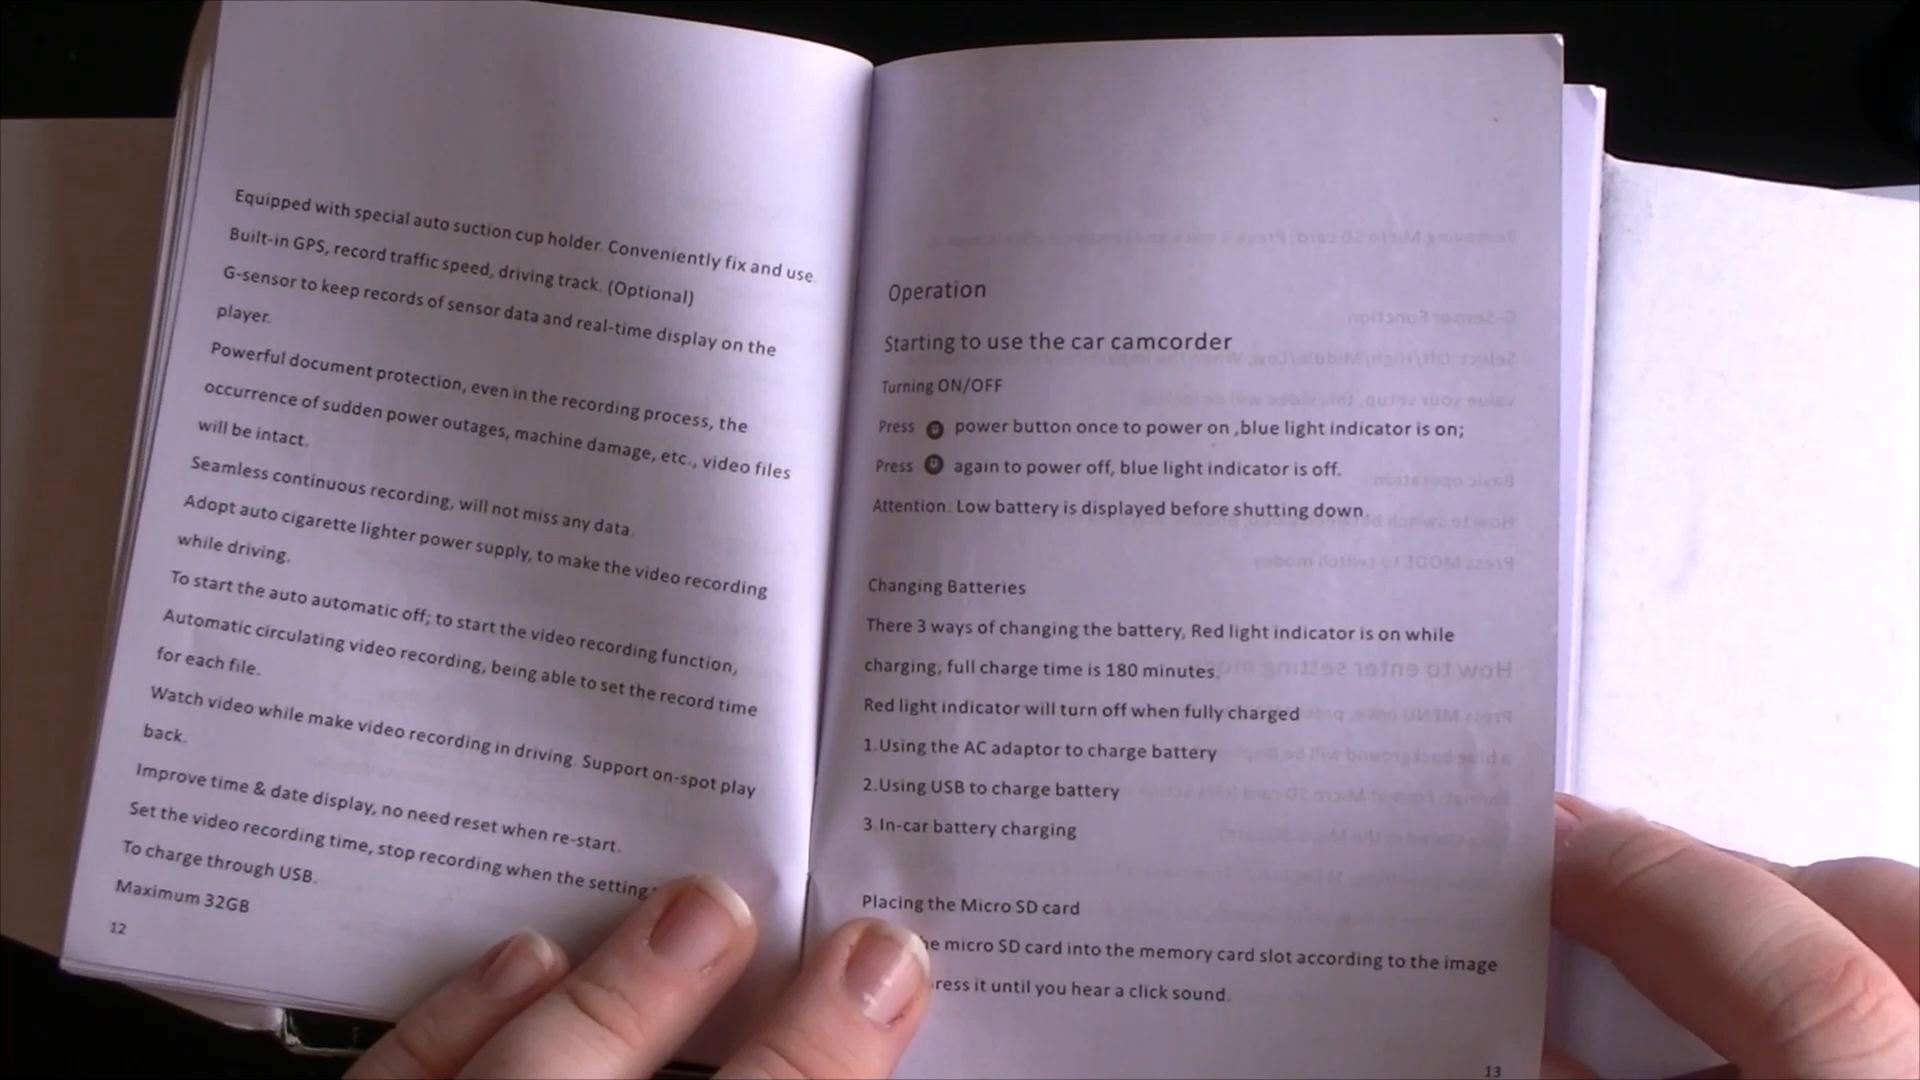 Equipped with special auto suction cup holder. Conveniently fix and use.
Built-in GPS, record traffic speed, driving track. (Optional)
G-sensor to keep records of sensor data and real-time display on the
player.
Powerful document protection, even in the recording process, the
occurrence of sudden power outages, machine damage, etc., video files
will be intact.
Seamless continuous recording, will not miss any data.
Adopt auto cigarette lighter power supply, to make the video recording
while driving.
To start the auto automatic off; to start the video recording function,
Automatic circulating video recording, being able to set the record time
for each file.
Watch video while make video recording in driving. Support on-spot play
back.
Improve time & date display, no need reset when re-start.
Set the video recording time, stop recording when the setting
To charge through USB.
Maximum 32GB
12
Operation
Starting to use the car camcorder
Turning ON/OFF
Press power button once to power on ,blue light indicator is on;
Press again to power off, blue light indicator is off.
Attention: Low battery is displayed before shutting down.
Changing Batteries
There 3 ways of changing the battery, Red light indicator is on while
charging; full charge time is 180 minutes.
Red light indicator will turn off when fully charged
1.Using the AC adaptor to charge battery
2.Using USB to charge battery
3.In-car battery charging
Placing the Micro SD card
micro SD card into the memory card slot according to the image
it until you hear a click sound.
13